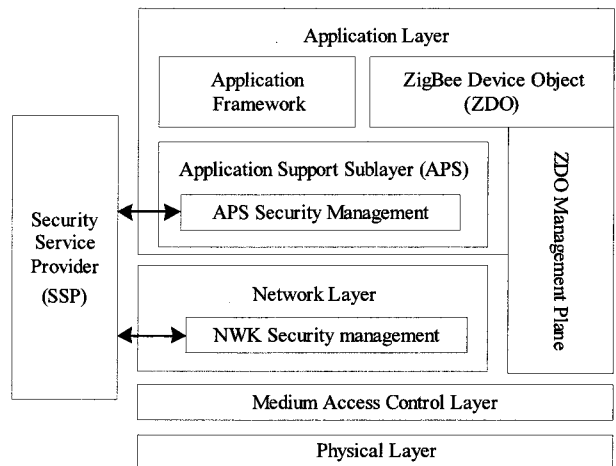 Application Layer
Application
Framework
ZigBee Device Object
(ZDO)
Application Support Sublayer (APS)
APS Security Management
Security
Service
Provider
(SSP)
ZDO Management Plane
Network Layer
NWK Security management
Medium Access Control Layer
Physical Layer